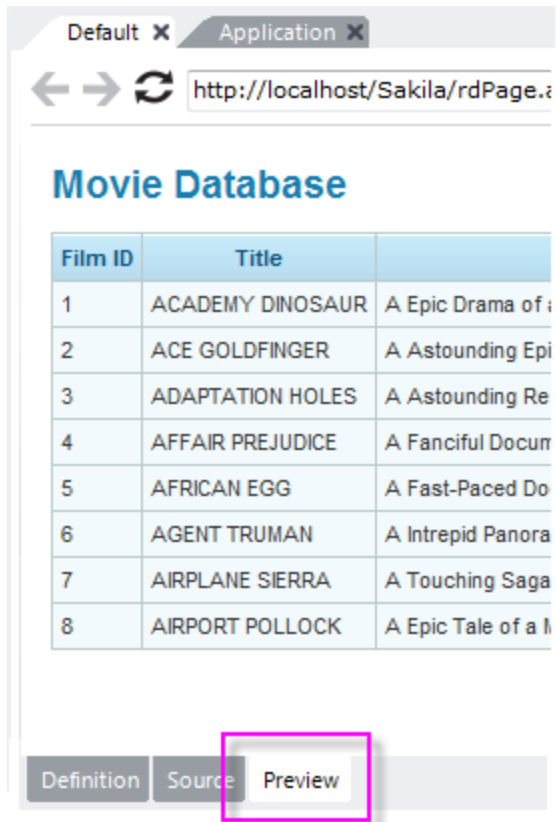 Default Application
http://localhost/Sakila/rdPage.a
Movie Database
Film ID Title
1 ACADEMY DINOSAUR A Epic Drama of
2 ACE GOLDFINGER A Astounding Epi
3 ADAPTATION HOLES A Astounding Re
4 AFFAIR PREJUDICE A Fanciful Docum
5 AFRICAN EGG A Fast-Paced Do
6 AGENT TRUMAN A Intrepid Panora
7 AIRPLANE SIERRA A Touching Saga
8 AIRPORT POLLOCK A Epic Tale of a
Definition Source Preview